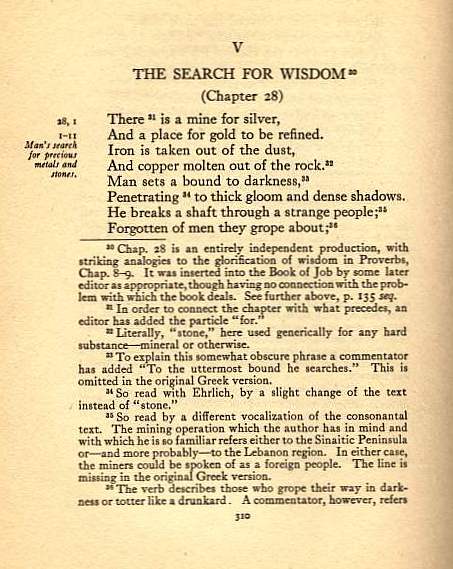 V
THE SEARCH FOR WISDOM³⁰
(Chapter 28)
28, 1
1-11
Man's search
for precious
metals and
stones.
There ³¹ is a mine for silver,
And a place for gold to be refined.
Iron is taken out of the dust,
And copper molten out of the rock.³²
Man sets a bound to darkness,³³
Penetrating ³⁴ to thick gloom and dense shadows.
He breaks a shaft through a strange people;³⁵
Forgotten of men they grope about;³⁶
³⁰ Chap. 28 is an entirely independent production, with
striking analogies to the glorification of wisdom in Proverbs,
Chap. 8–9. It was inserted into the Book of Job by some later
editor as appropriate, though having no connection with the prob-
lem with which the book deals. See further above, p. 135 seq.
³¹ In order to connect the chapter with what precedes, an
editor has added the particle "for."
³² Literally, "stone," here used generically for any hard
substance—mineral or otherwise.
³³ To explain this somewhat obscure phrase a commentator
has added "To the uttermost bound he searches." This is
omitted in the original Greek version.
³⁴ So read with Ehrlich, by a slight change of the text
instead of "stone."
³⁵ So read by a different vocalization of the consonantal
text. The mining operation which the author has in mind and
with which he is so familiar refers either to the Sinaitic Peninsula
or—and more probably—to the Lebanon region. In either case,
the miners could be spoken of as a foreign people. The line is
missing in the original Greek version.
³⁶ The verb describes those who grope their way in dark-
ness or totter like a drunkard. A commentator, however, refers
310